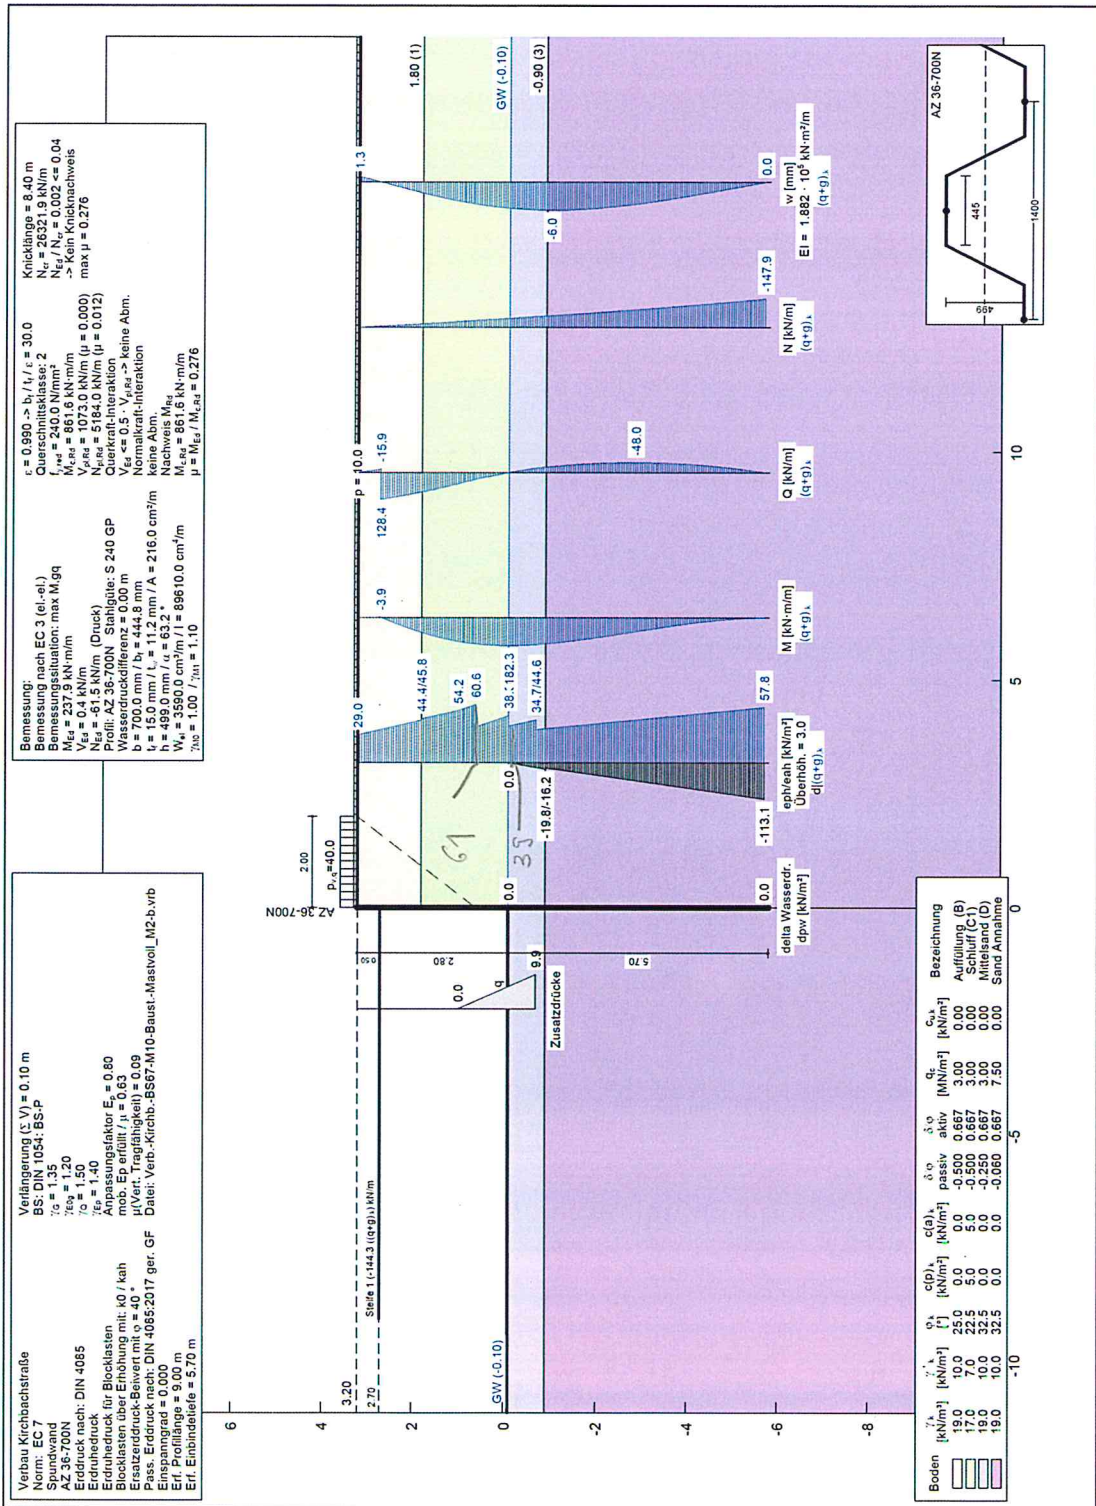 Verbau Kirchbachstraße
Norm: EC 7
Spundwand
AZ 36-700N
Erddruck nach: DIN 4085
Erdruhedruck
Erdruhedruck für Blocklasten
Blocklasten über Erhöhung mit: k0 / kah
Ersatzerddruck-Beiwert mit φ = 40 °
Pass. Erddruck nach: DIN 4085:2017 ger. GF
Einspanngrad = 0.000
Erf. Profillänge = 9.00 m
Erf. Einbindetiefe = 5.70 m
Verlängerung (Σ V) = 0.10 m
BS: DIN 1054: BS-P
γG = 1.35
γE0g = 1.20
γQ = 1.50
γEp = 1.40
Anpassungsfaktor Ep = 0.80
mob. Ep erfüllt / μ = 0.63
μ(Vert. Tragfähigkeit) = 0.09
Datei: Verb.-Kirchb.-BS67-M10-Baust.-Mastvoll_M2-b.vrb
Bemessung:
Bemessung nach EC 3 (el.-el.)
Bemessungssituation: max M,gq
MEd = 237.9 kN·m/m
VEd = 0.4 kN/m
NEd = -61.5 kN/m (Druck)
Profil: AZ 36-700N Stahlgüte: S 240 GP
Wasserdruckdifferenz = 0.00 m
b = 700.0 mm / bf = 444.8 mm
tf = 15.0 mm / tw = 11.2 mm / A = 216.0 cm²/m
h = 499.0 mm / α = 63.2 °
Wel = 3590.0 cm³/m / I = 89610.0 cm⁴/m
γM0 = 1.00 / γM1 = 1.10
ε = 0.990 -> bf / tf / ε = 30.0
Querschnittsklasse: 2
fy,red = 240.0 N/mm²
Mc,Rd = 861.6 kN·m/m
Vpl,Rd = 1073.0 kN/m (μ = 0.000)
Npl,Rd = 5184.0 kN/m (μ = 0.012)
Querkraft-Interaktion
VEd <= 0.5 · Vpl,Rd -> keine Abm.
Normalkraft-Interaktion
keine Abm.
Nachweis MRd
Mc,Rd = 861.6 kN·m/m
μ = MEd / Mc,Rd = 0.276
Knicklänge = 8.40 m
Ncr = 26321.9 kN/m
NEd / Ncr = 0.002 <= 0.04
-> Kein Knicknachweis
max μ = 0.276
6
4
2
0
-2
-4
-6
-8
3.20
2.70
Steife 1 (-144.3 ((q+g)k) kN/m
GW (-0.10)
0.0
q
9.9
Zusatzdrücke
0.50
2.80
5.70
AZ 36-700N
2.00
pv,q=40.0
61
39
0.0
0.0
delta Wasserdr.
dpw [kN/m²]
29.0
44.4/45.8
54.2
60.6
182.3
34.7/44.6
57.8
0.0
-19.8/-16.2
-113.1
eph/eah [kN/m²]
Überhöh. = 3.0
d|(q+g)k
-3.9
M [kN·m/m]
(q+g)k
p = 10.0
128.4
-15.9
-48.0
Q [kN/m]
(q+g)k
-147.9
N [kN/m]
(q+g)k
1.3
-6.0
0.0
w [mm]
(q+g)k
EI = 1.882 · 10⁵ kN·m²/m
1.80 (1)
GW (-0.10)
-0.90 (3)
AZ 36-700N
499
445
1400
-10
-5
0
5
10
Boden γk [kN/m³] γ'k [kN/m³] φk [°] c(p)k [kN/m²] c(a)k [kN/m²] δ/φ passiv δ/φ aktiv qc [MN/m²] cu,k [kN/m²] Bezeichnung
19.0 10.0 25.0 0.0 0.0 -0.500 0.667 3.00 0.00 Auffüllung (B)
17.0 7.0 22.5 5.0 5.0 -0.500 0.667 3.00 0.00 Schluff (C1)
19.0 10.0 32.5 0.0 0.0 -0.250 0.667 3.00 0.00 Mittelsand (D)
19.0 10.0 32.5 0.0 0.0 -0.060 0.667 7.50 0.00 Sand Annahme